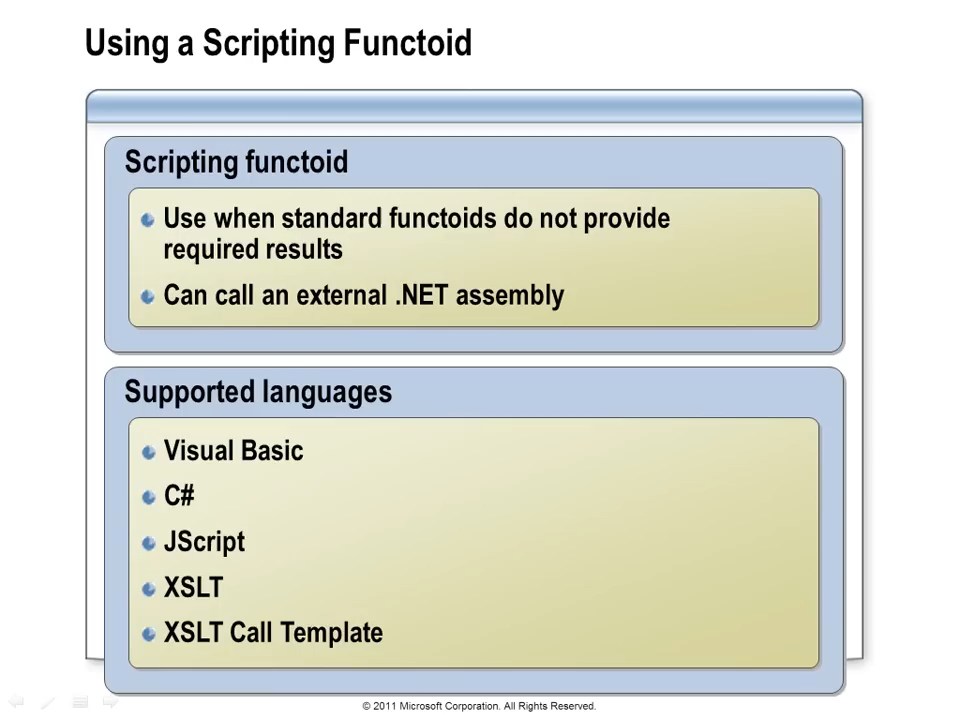 Using a Scripting Functoid
Scripting functoid
Use when standard functoids do not provide
required results
Can call an external .NET assembly
Supported languages
Visual Basic
C#
JScript
XSLT
XSLT Call Template
© 2011 Microsoft Corporation. All Rights Reserved.